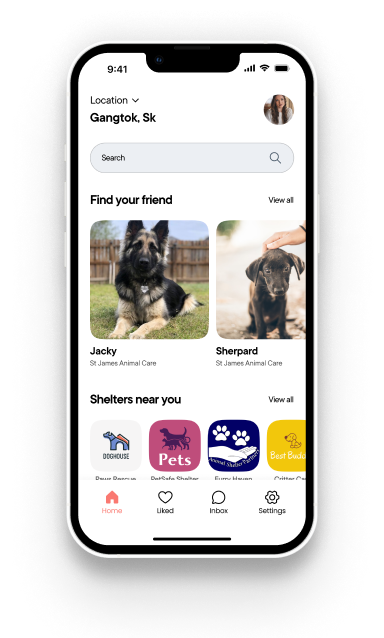 9:41
Location
Gangtok, Sk
Search
Find your friend
View all
Jacky
St James Animal Care
Sherpard
St James Animal Care
Shelters near you
View all
DOGHOUSE
Pets
Animal Shelter Partners
Best Budd
Paws Rescue
PetSafe Shelter
Furry Haven
Critter Ca
Home
Liked
Inbox
Settings